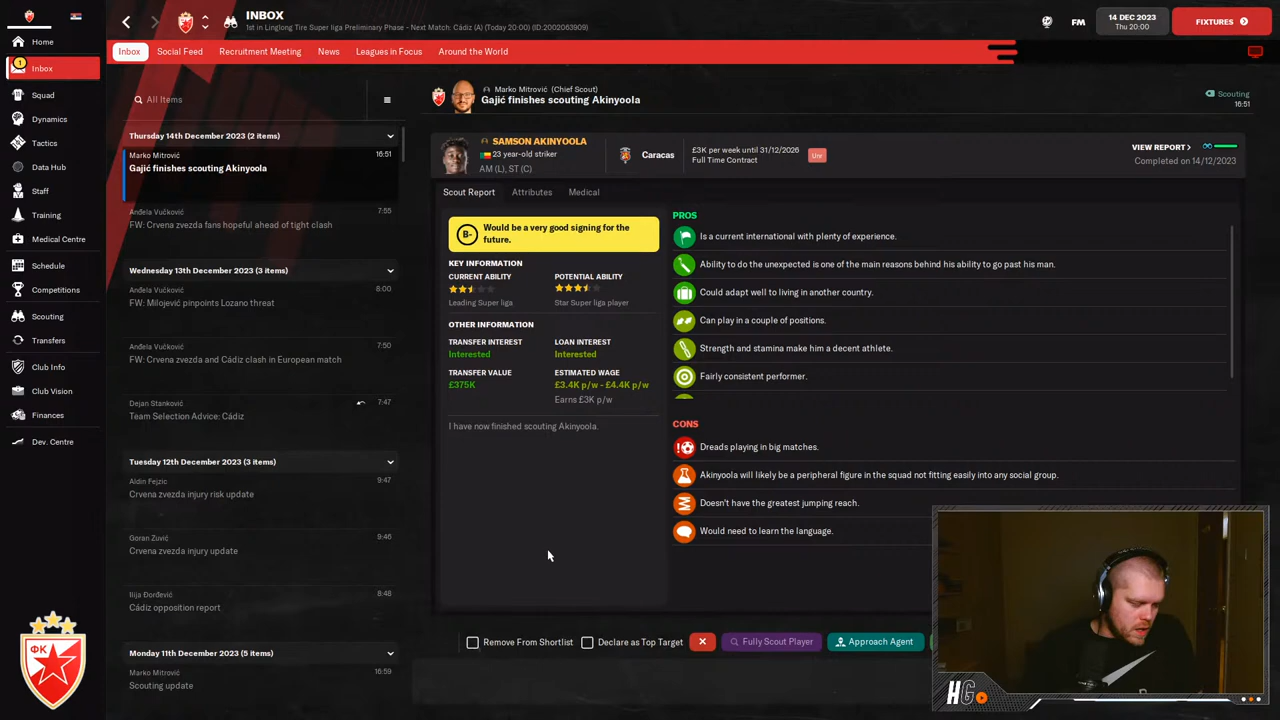 INBOX
1st in Linglong Tire Super liga Preliminary Phase - Next Match: Cádiz (A) (Today 20:00) (ID:2002063909)
FM
14 DEC 2023
Thu 20:00
FIXTURES
Home
1
Inbox
Squad
Dynamics
Tactics
Data Hub
Staff
Training
Medical Centre
Schedule
Competitions
Scouting
Transfers
Club Info
Club Vision
Finances
Dev. Centre
ФК
Inbox
Social Feed
Recruitment Meeting
News
Leagues in Focus
Around the World
All Items
Thursday 14th December 2023 (2 items)
Marko Mitrović
16:51
Gajić finishes scouting Akinyoola
Anđela Vučković
7:55
FW: Crvena zvezda fans hopeful ahead of tight clash
Wednesday 13th December 2023 (3 items)
Anđela Vučković
8:00
FW: Milojević pinpoints Lozano threat
Anđela Vučković
7:50
FW: Crvena zvezda and Cádiz clash in European match
Dejan Stanković
7:47
Team Selection Advice: Cádiz
Tuesday 12th December 2023 (3 items)
Aldin Fejzic
9:47
Crvena zvezda injury risk update
Goran Zuvić
9:46
Crvena zvezda injury update
Ilija Đorđević
8:48
Cádiz opposition report
Monday 11th December 2023 (5 items)
Marko Mitrović
16:59
Scouting update
Marko Mitrović (Chief Scout)
Gajić finishes scouting Akinyoola
Scouting
16:51
SAMSON AKINYOOLA
23 year-old striker
AM (L), ST (C)
Caracas
£3K per week until 31/12/2026
Full Time Contract
Unr
VIEW REPORT >
Completed on 14/12/2023
Scout Report
Attributes
Medical
B-
Would be a very good signing for the
future.
KEY INFORMATION
CURRENT ABILITY
POTENTIAL ABILITY
Leading Super liga
Star Super liga player
OTHER INFORMATION
TRANSFER INTEREST
LOAN INTEREST
Interested
Interested
TRANSFER VALUE
ESTIMATED WAGE
£375K
£3.4K p/w - £4.4K p/w
Earns £3K p/w
I have now finished scouting Akinyoola.
PROS
Is a current international with plenty of experience.
Ability to do the unexpected is one of the main reasons behind his ability to go past his man.
Could adapt well to living in another country.
Can play in a couple of positions.
Strength and stamina make him a decent athlete.
Fairly consistent performer.
CONS
Dreads playing in big matches.
Akinyoola will likely be a peripheral figure in the squad not fitting easily into any social group.
Doesn't have the greatest jumping reach.
Would need to learn the language.
Remove From Shortlist
Declare as Top Target
Fully Scout Player
Approach Agent
HG